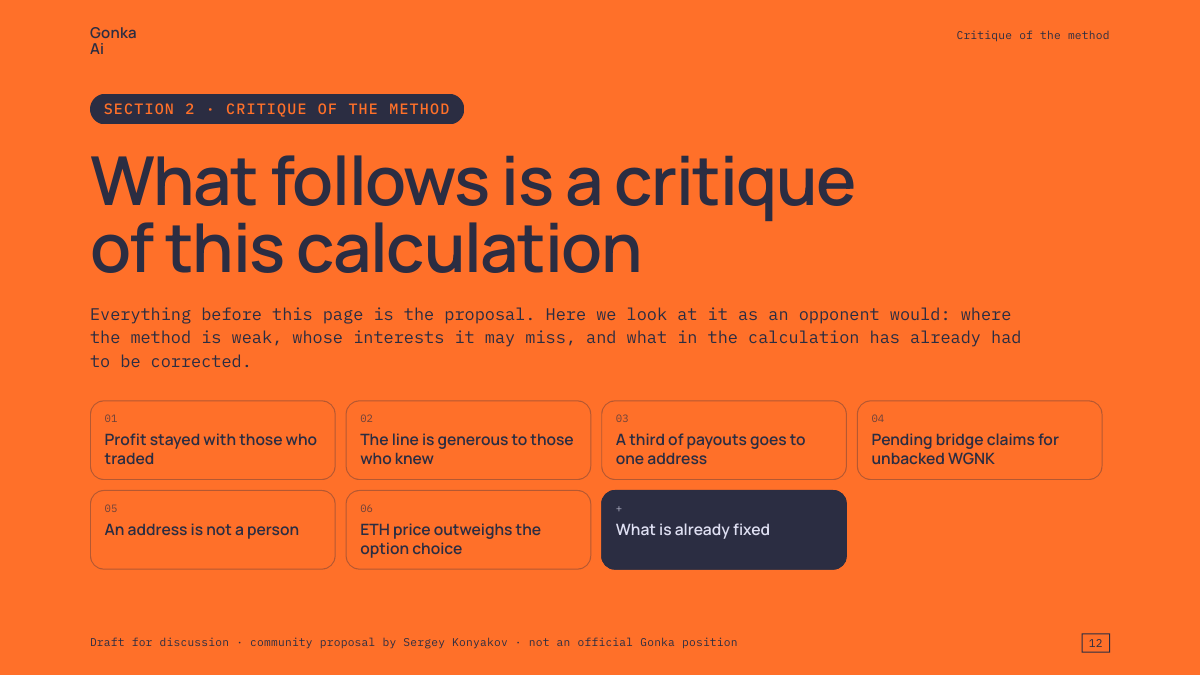 Gonka
Ai
Critique of the method
SECTION 2 · CRITIQUE OF THE METHOD
What follows is a critique
of this calculation
Everything before this page is the proposal. Here we look at it as an opponent would: where
the method is weak, whose interests it may miss, and what in the calculation has already had
to be corrected.
01
Profit stayed with those who
traded
02
The line is generous to those
who knew
03
A third of payouts goes to
one address
04
Pending bridge claims for
unbacked WGNK
05
An address is not a person
06
ETH price outweighs the
option choice
+
What is already fixed
Draft for discussion · community proposal by Sergey Konyakov · not an official Gonka position
12